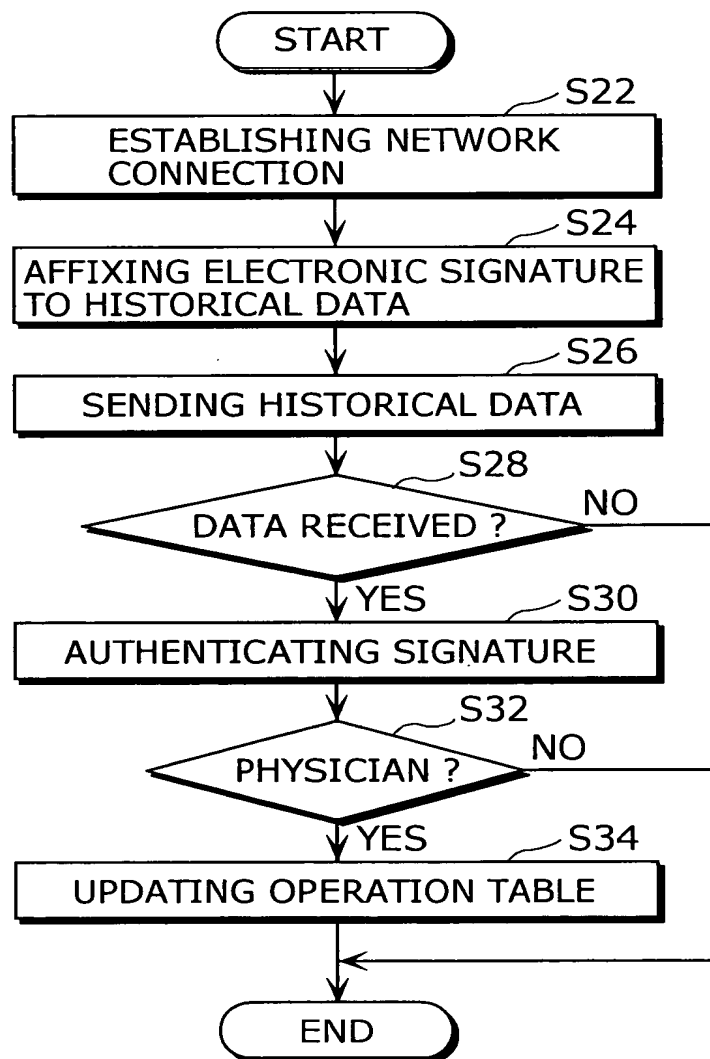 START
S22
ESTABLISHING NETWORK
CONNECTION
S24
AFFIXING ELECTRONIC SIGNATURE
TO HISTORICAL DATA
S26
SENDING HISTORICAL DATA
S28
DATA RECEIVED ?
NO
YES
S30
AUTHENTICATING SIGNATURE
S32
PHYSICIAN ?
NO
YES
S34
UPDATING OPERATION TABLE
END